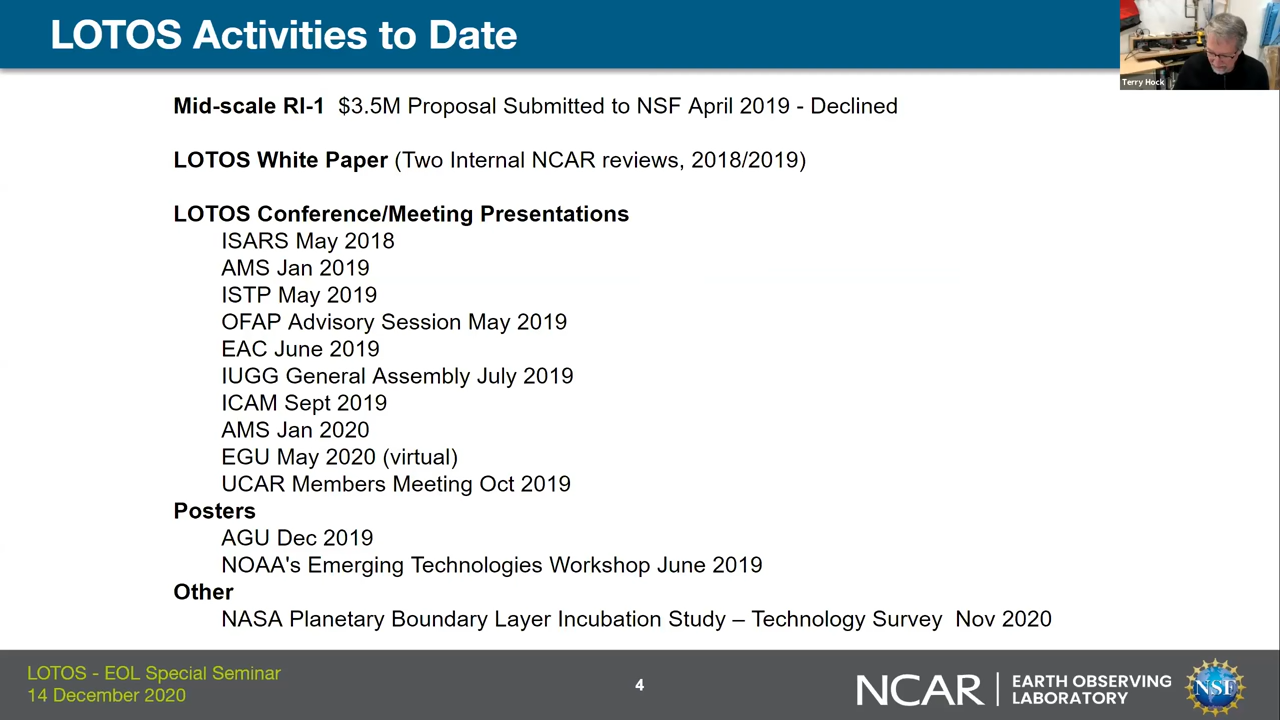 LOTOS Activities to Date
Terry Hock
Mid-scale RI-1 $3.5M Proposal Submitted to NSF April 2019 - Declined
LOTOS White Paper (Two Internal NCAR reviews, 2018/2019)
LOTOS Conference/Meeting Presentations
ISARS May 2018
AMS Jan 2019
ISTP May 2019
OFAP Advisory Session May 2019
EAC June 2019
IUGG General Assembly July 2019
ICAM Sept 2019
AMS Jan 2020
EGU May 2020 (virtual)
UCAR Members Meeting Oct 2019
Posters
AGU Dec 2019
NOAA's Emerging Technologies Workshop June 2019
Other
NASA Planetary Boundary Layer Incubation Study – Technology Survey Nov 2020
LOTOS - EOL Special Seminar
14 December 2020
4
NCAR
EARTH OBSERVING
LABORATORY
NSF